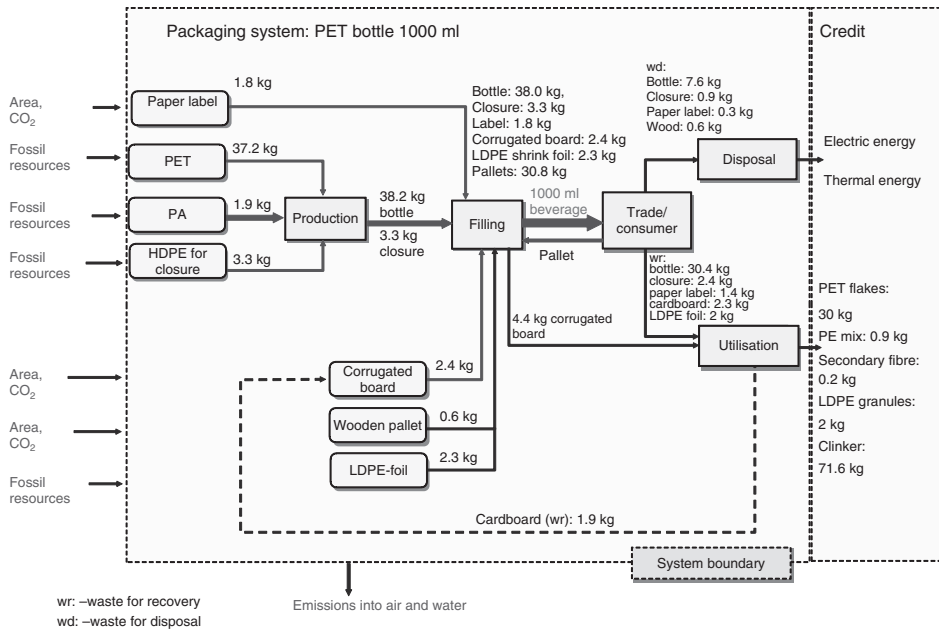 Packaging system: PET bottle 1000 ml
Credit
Area,
CO2
Paper label
1.8 kg
Bottle: 38.0 kg,
Closure: 3.3 kg
Label: 1.8 kg
Corrugated board: 2.4 kg
LDPE shrink foil: 2.3 kg
Pallets: 30.8 kg
wd:
Bottle: 7.6 kg
Closure: 0.9 kg
Paper label: 0.3 kg
Wood: 0.6 kg
Fossil
resources
PET
37.2 kg
Disposal
Electric energy
Thermal energy
Fossil
resources
PA
1.9 kg
Production
38.2 kg
bottle
3.3 kg
closure
Filling
1000 ml
beverage
Pallet
Trade/
consumer
Fossil
resources
HDPE for
closure
3.3 kg
wr:
bottle: 30.4 kg
closure: 2.4 kg
paper label: 1.4 kg
cardboard: 2.3 kg
LDPE foil: 2 kg
4.4 kg corrugated
board
Utilisation
PET flakes:
30 kg
PE mix: 0.9 kg
Secondary fibre:
0.2 kg
LDPE granules:
2 kg
Clinker:
71.6 kg
Area,
CO2
Corrugated
board
2.4 kg
Area,
CO2
Wooden pallet
0.6 kg
Fossil
resources
LDPE-foil
2.3 kg
Cardboard (wr): 1.9 kg
System boundary
wr: –waste for recovery
wd: –waste for disposal
Emissions into air and water